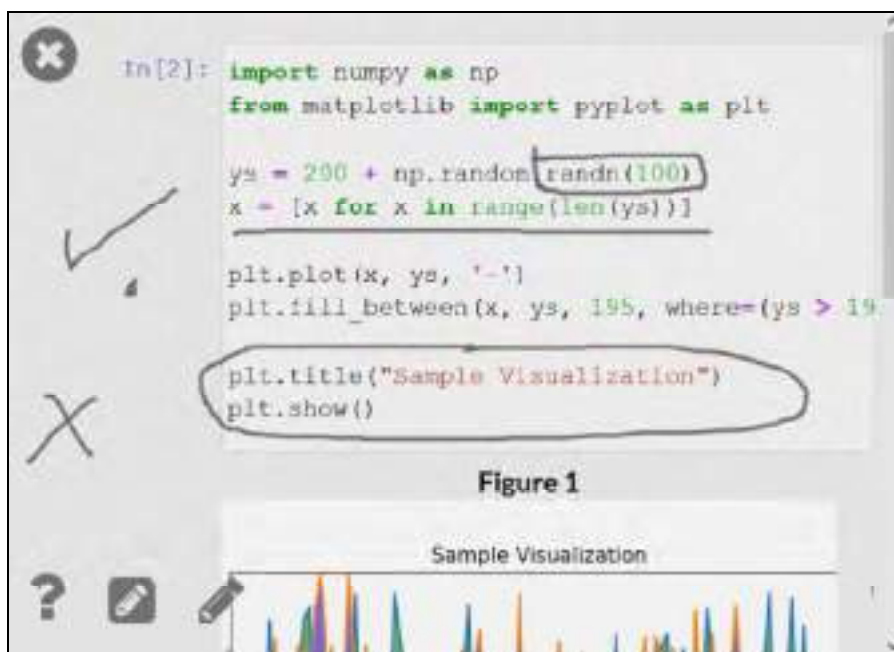 In[2]: import numpy as np
from matplotlib import pyplot as plt
ys = 200 + np.random.randn(100)
x = [x for x in range(len(ys))]
plt.plot(x, ys, '-')
plt.fill_between(x, ys, 195, where=(ys > 19
plt.title("Sample Visualization")
plt.show()
Figure 1
Sample Visualization
?